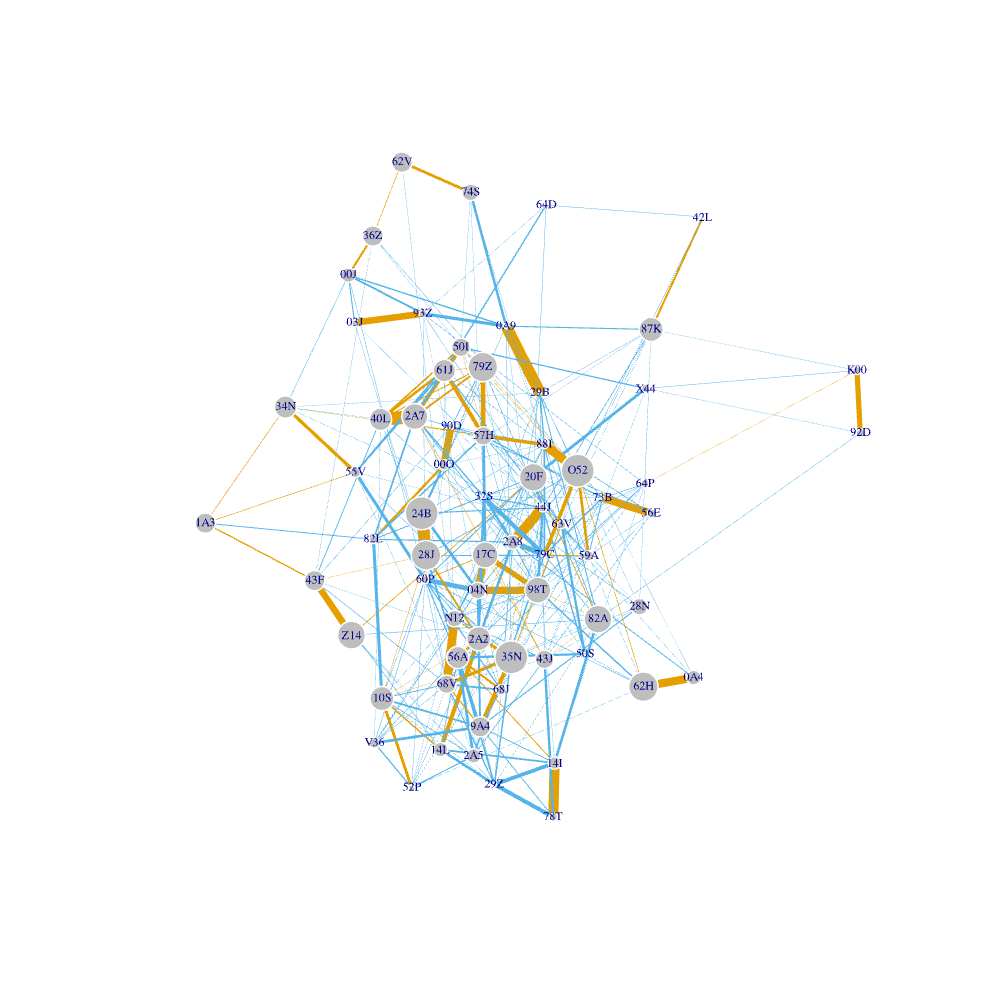 62V
74S
64D
42L
36Z
00J
93Z
03J
0A9
87K
50I
61J
79Z
K00
X44
29B
34N
40L
2A7
90D
57H
92D
88I
00O
55V
O52
20F
64P
32S
73B
44J
56E
24B
1A3
63V
82L
2A8
28J
17C
79C
59A
43F
60P
04N
98T
28N
N12
82A
Z14
2A2
56A
35N
43J
50S
68V
68J
62H
0A4
10S
9A4
V36
14L
2A5
14I
29Z
52P
78T